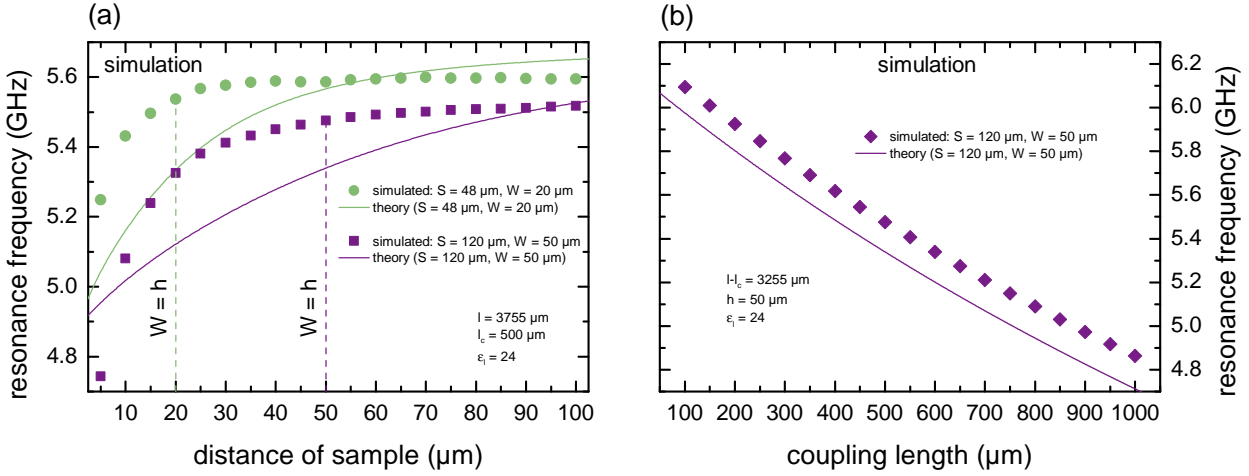 (a)
simulation
simulated: S = 48 µm, W = 20 µm
theory (S = 48 µm, W = 20 µm)
simulated: S = 120 µm, W = 50 µm
theory (S = 120 µm, W = 50 µm)
W = h
W = h
l = 3755 µm
l_c = 500 µm
ε_i = 24
5.6
5.4
5.2
5.0
4.8
resonance frequency (GHz)
10 20 30 40 50 60 70 80 90 100
distance of sample (µm)
(b)
simulation
simulated: S = 120 µm, W = 50 µm
theory (S = 120 µm, W = 50 µm)
l-l_c = 3255 µm
h = 50 µm
ε_i = 24
6.2
6.0
5.8
5.6
5.4
5.2
5.0
4.8
resonance frequency (GHz)
100 200 300 400 500 600 700 800 900 1000
coupling length (µm)